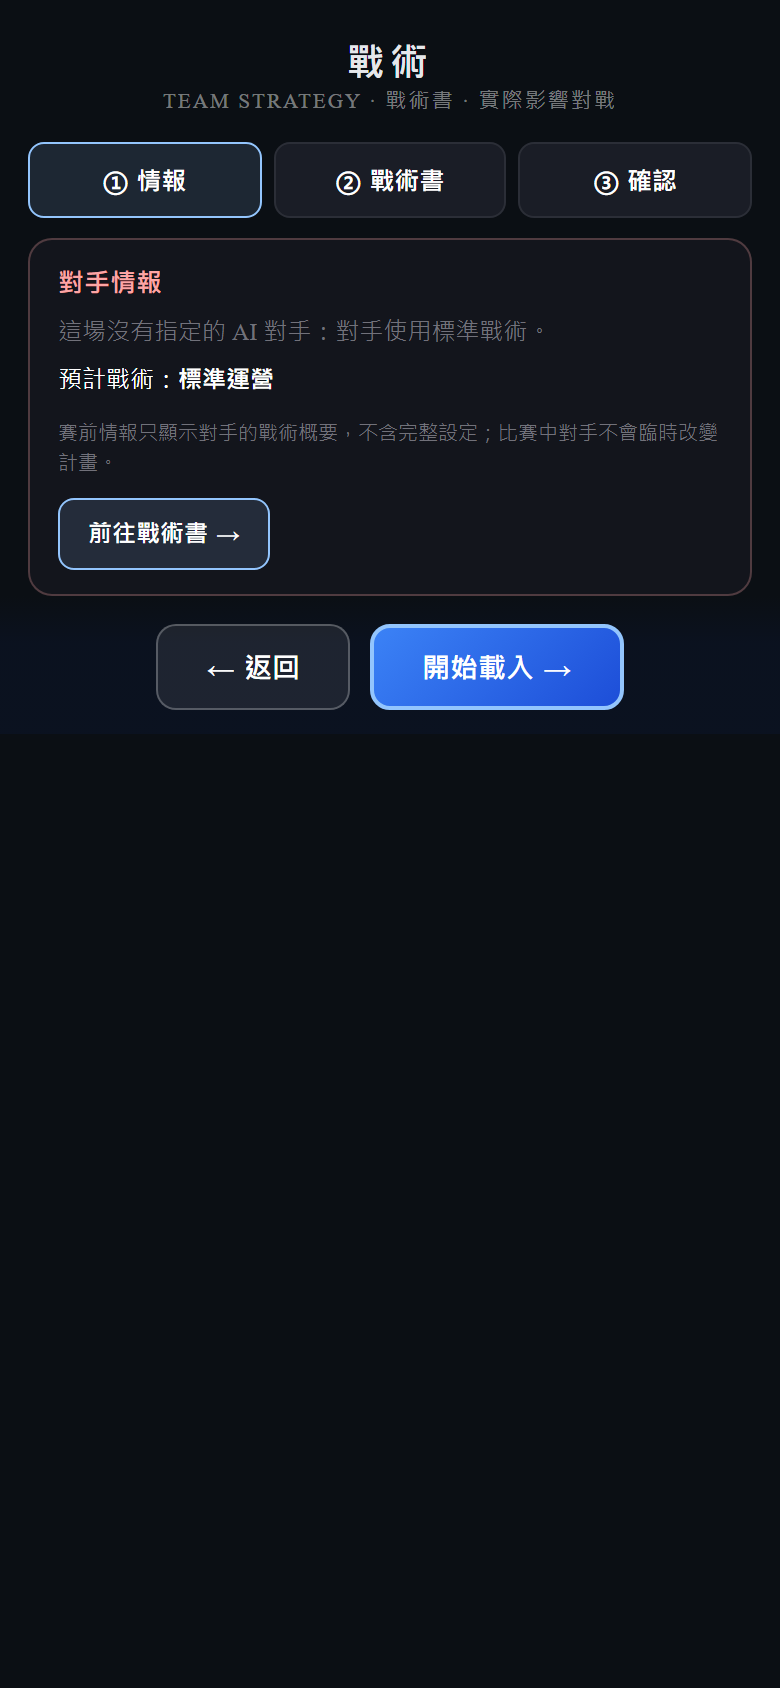 戰術
TEAM STRATEGY · 戰術書 · 實際影響對戰
① 情報
② 戰術書
③ 確認
對手情報
這場沒有指定的 AI 對手：對手使用標準戰術。
預計戰術：標準運營
賽前情報只顯示對手的戰術概要，不含完整設定；比賽中對手不會臨時改變
計畫。
前往戰術書 →
← 返回
開始載入 →